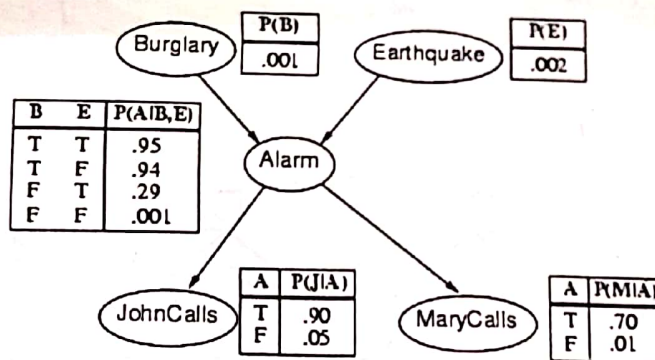 Burglary
P(B)
.001
Earthquake
P(E)
.002
B E P(A|B,E)
T T .95
T F .94
F T .29
F F .001
Alarm
JohnCalls
A P(J|A)
T .90
F .05
MaryCalls
A P(M|A)
T .70
F .01